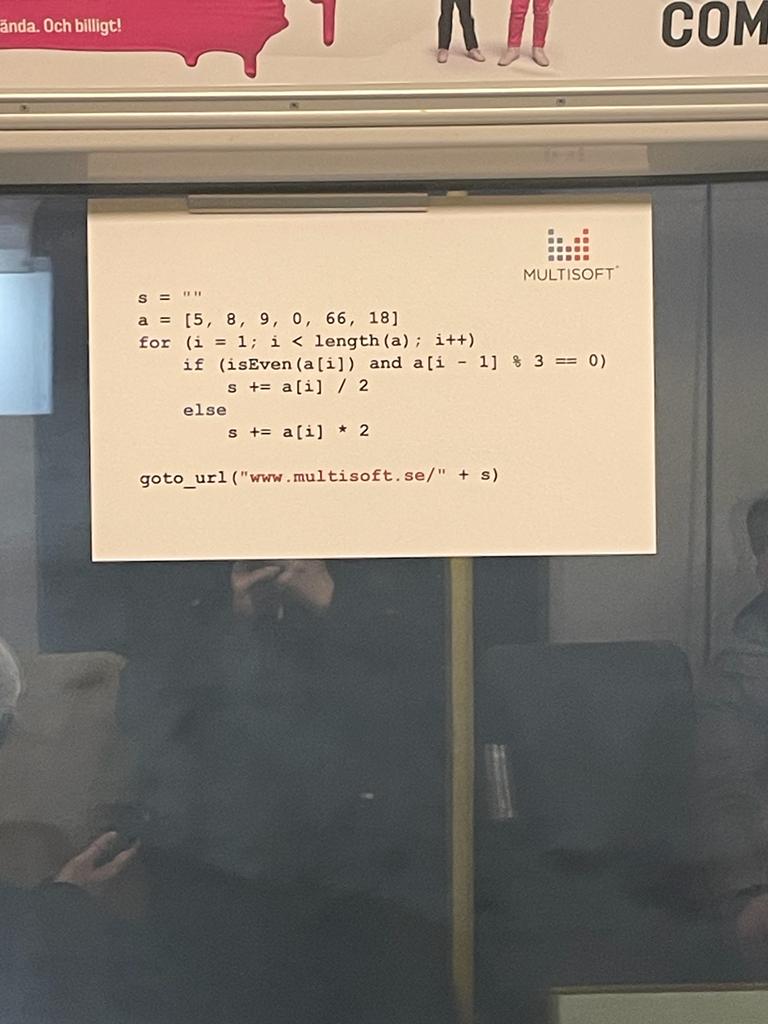 ända. Och billigt!
COM
MULTISOFT
s = ""
a = [5, 8, 9, 0, 66, 18]
for (i = 1; i < length(a); i++)
    if (isEven(a[i]) and a[i - 1] % 3 == 0)
        s += a[i] / 2
    else
        s += a[i] * 2
goto_url("www.multisoft.se/" + s)